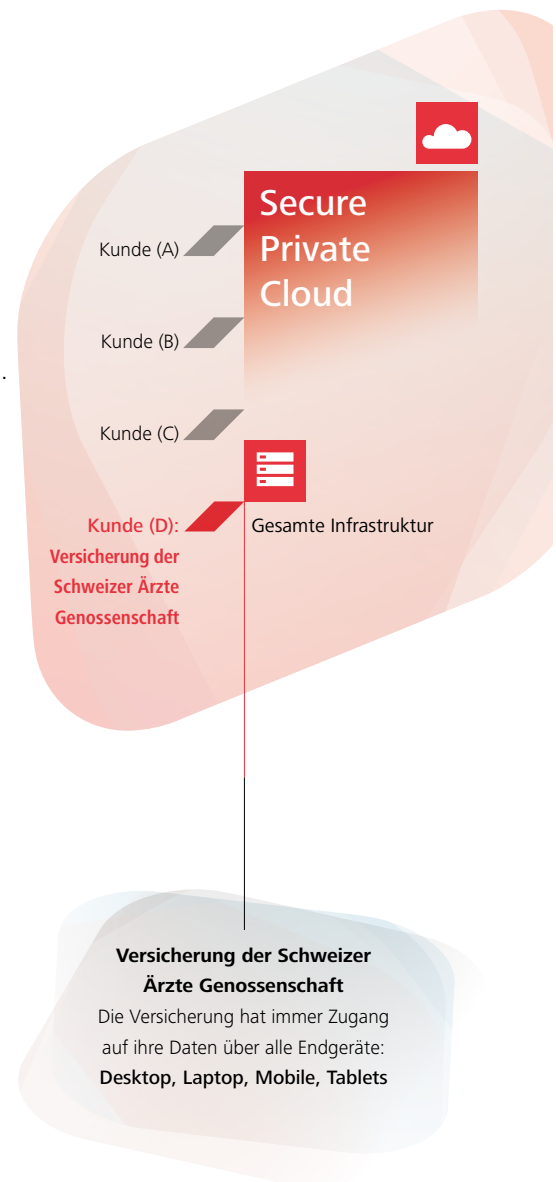 Secure
Private
Cloud
Kunde (A)
Kunde (B)
.
Kunde (C)
Kunde (D):
Versicherung der
Schweizer Ärzte
Genossenschaft
Gesamte Infrastruktur
Versicherung der Schweizer
Ärzte Genossenschaft
Die Versicherung hat immer Zugang
auf ihre Daten über alle Endgeräte:
Desktop, Laptop, Mobile, Tablets